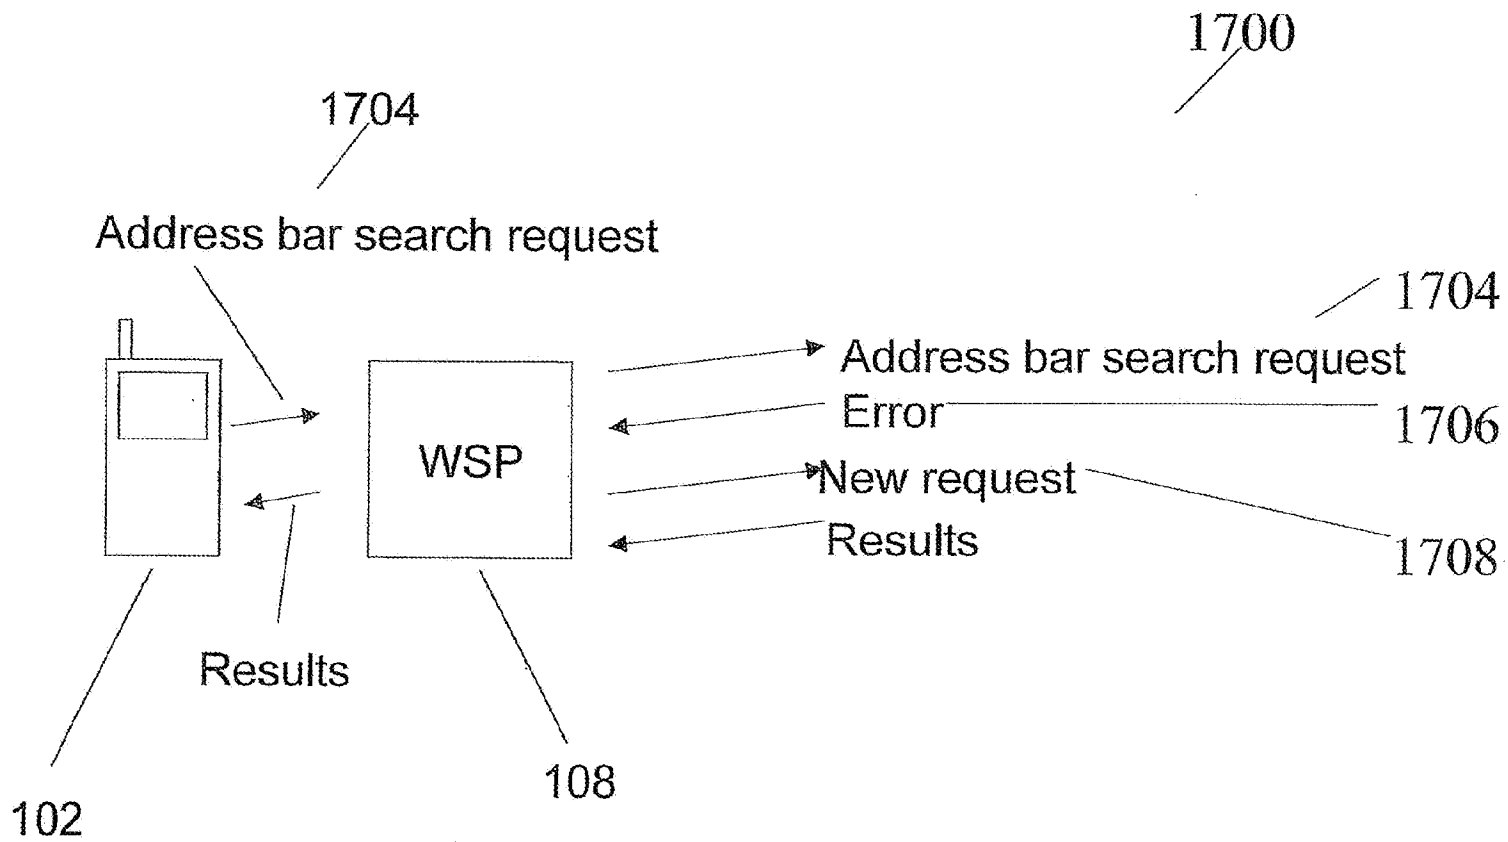 1700
1704
Address bar search request
1704
Address bar search request
Error
1706
WSP
New request
Results
1708
Results
108
102